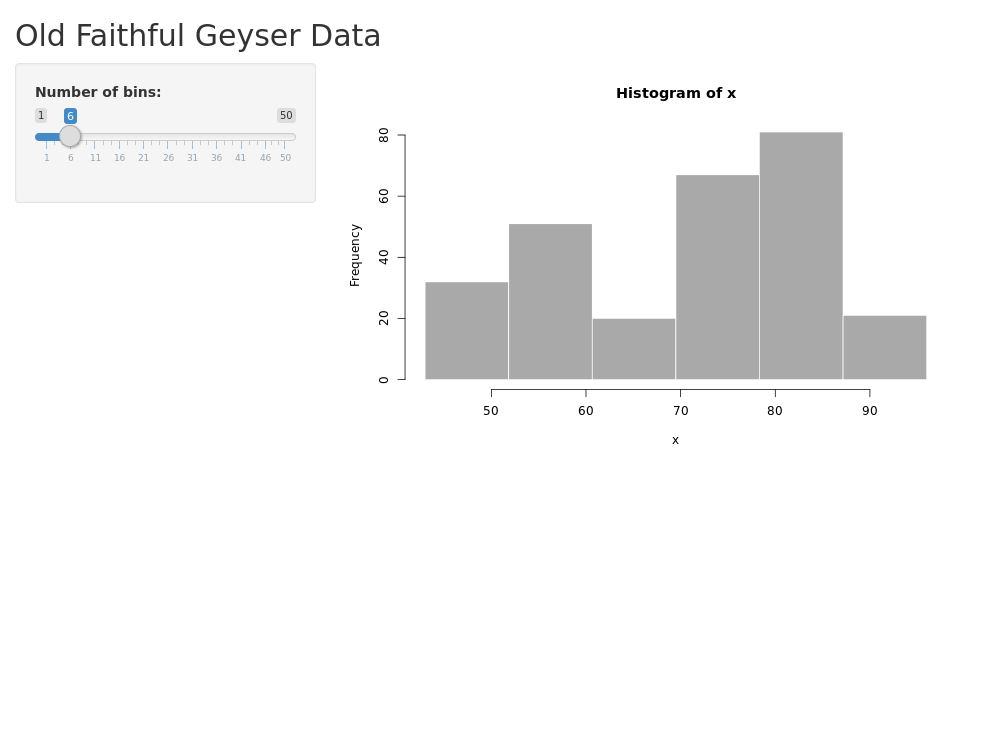 Old Faithful Geyser Data
Number of bins:
1 6 50
1 6 11 16 21 26 31 36 41 46 50
Histogram of x
Frequency
80
60
40
20
0
50 60 70 80 90
x